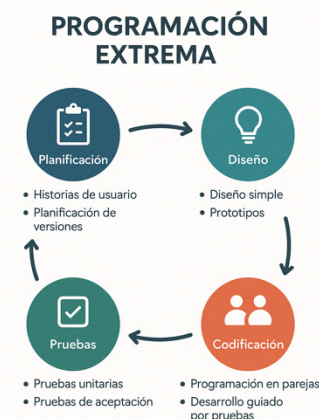 PROGRAMACIÓN
EXTREMA
Planificación
• Historias de usuario
• Planificación de
versiones
Diseño
• Diseño simple
• Prototipos
Codificación
• Programación en parejas
• Desarrollo guiado
por pruebas
Pruebas
• Pruebas unitarias
• Pruebas de aceptación